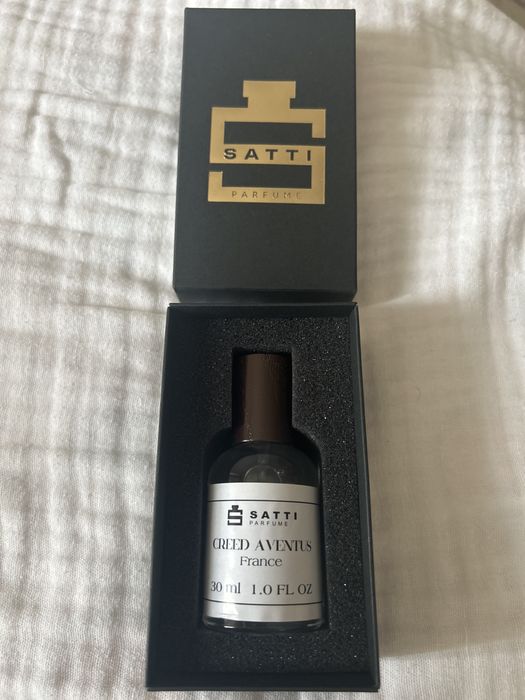 SATTI
PARFUME
SATTI
PARFUME
CREED AVENTUS
France
30 ml 1.0 FL OZ